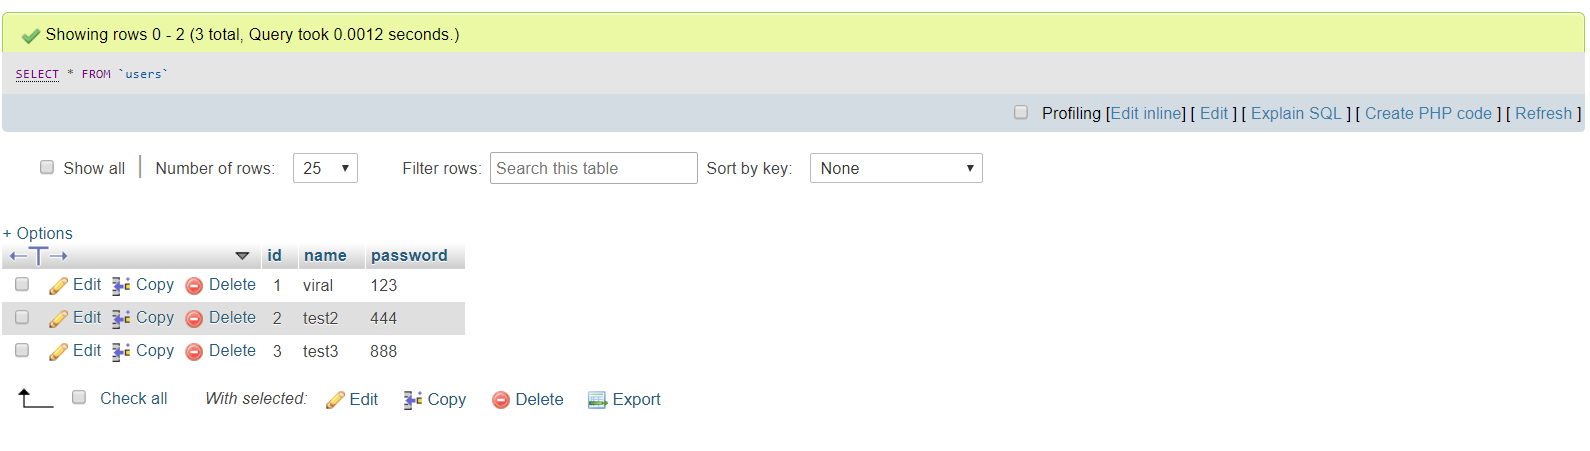 Showing rows 0 - 2 (3 total, Query took 0.0012 seconds.)
SELECT * FROM `users`
Profiling [Edit inline] [ Edit ] [ Explain SQL ] [ Create PHP code ] [ Refresh ]
Show all | Number of rows: 25 Filter rows: Search this table Sort by key: None
+ Options
id name password
Edit Copy Delete 1 viral 123
Edit Copy Delete 2 test2 444
Edit Copy Delete 3 test3 888
Check all With selected: Edit Copy Delete Export